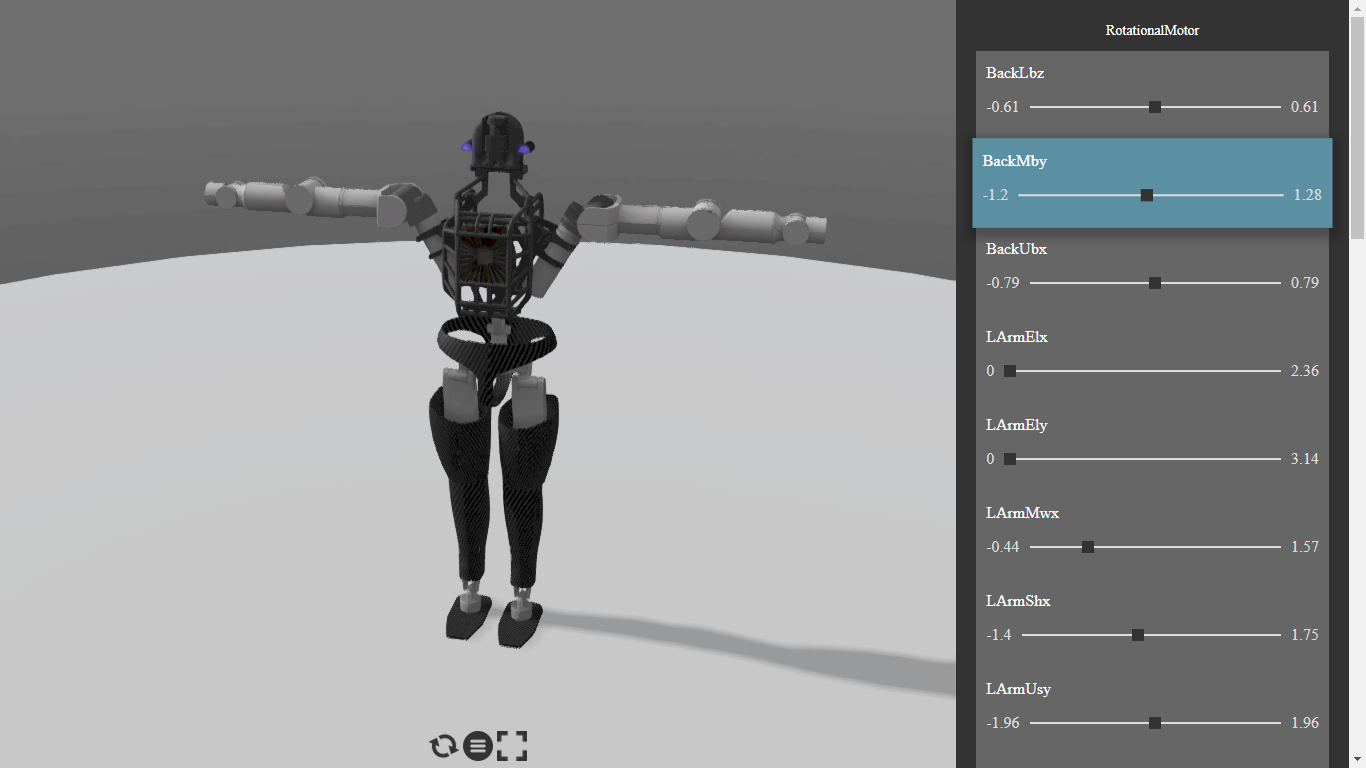 RotationalMotor
BackLbz
-0.61 0.61
BackMby
-1.2 1.28
BackUbx
-0.79 0.79
LArmElx
0 2.36
LArmEly
0 3.14
LArmMwx
-0.44 1.57
LArmShx
-1.4 1.75
LArmUsy
-1.96 1.96